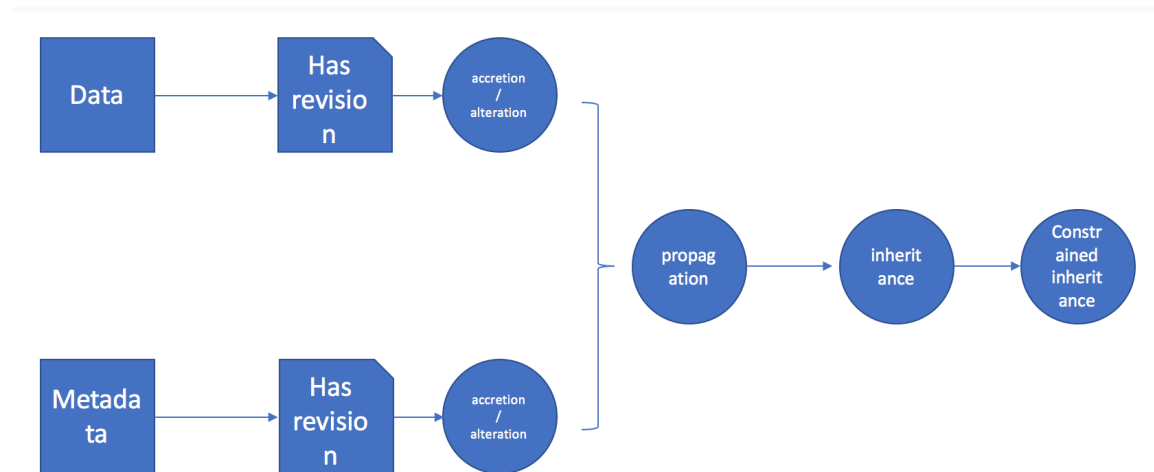 Data
Has
revisio
n
accretion
/
alteration
propag
ation
inherit
ance
Constr
ained
inherit
ance
Metada
ta
Has
revisio
n
accretion
/
alteration